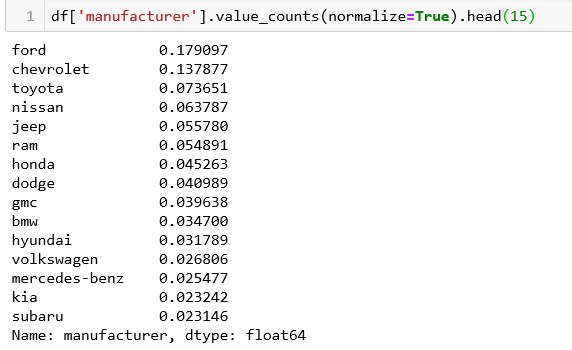 1 df['manufacturer'].value_counts(normalize=True).head(15)
ford 0.179097
chevrolet 0.137877
toyota 0.073651
nissan 0.063787
jeep 0.055780
ram 0.054891
honda 0.045263
dodge 0.040989
gmc 0.039638
bmw 0.034700
hyundai 0.031789
volkswagen 0.026806
mercedes-benz 0.025477
kia 0.023242
subaru 0.023146
Name: manufacturer, dtype: float64